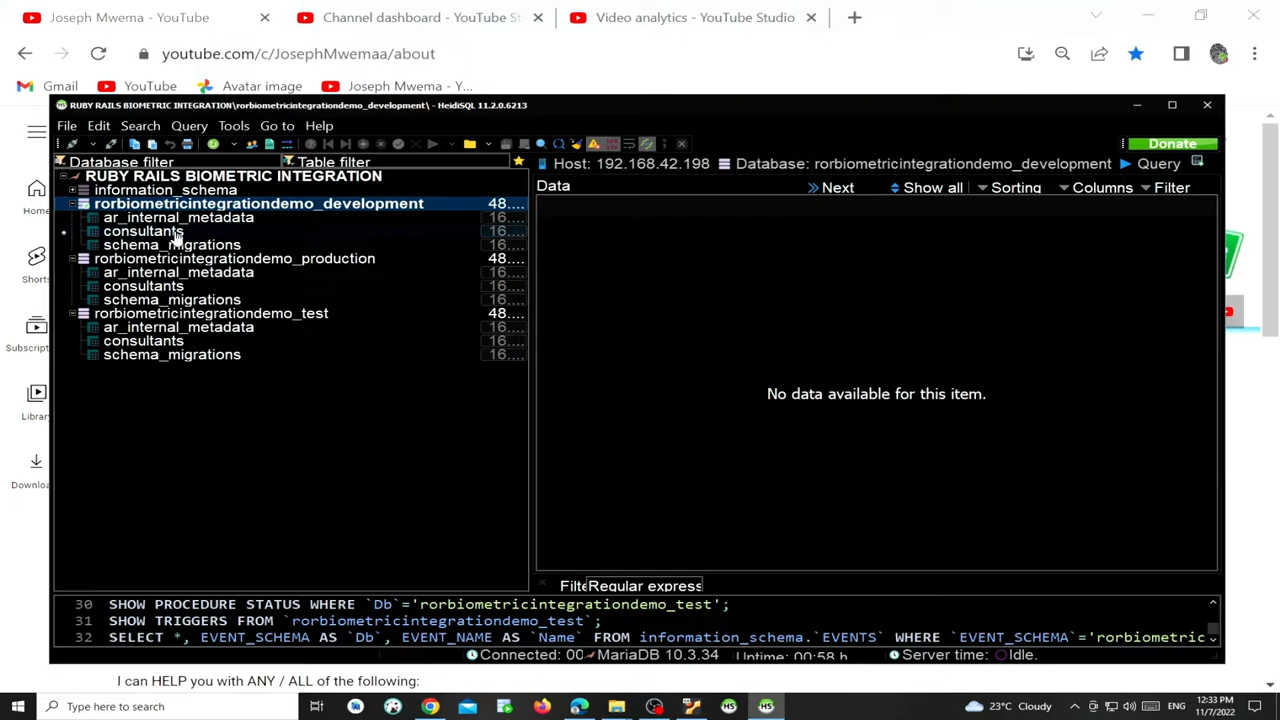 Joseph Mwema - YouTube
Channel dashboard - YouTube St
Video analytics - YouTube Studio
youtube.com/c/JosephMwemaa/about
Gmail
YouTube
Avatar image
Joseph Mwema - Y...
RUBY RAILS BIOMETRIC INTEGRATION\rorbiometricintegrationdemo_development\ - HeidiSQL 11.2.0.6213
File Edit Search Query Tools Go to Help
Donate
Database filter
Table filter
Host: 192.168.42.198
Database: rorbiometricintegrationdemo_development
Query
RUBY RAILS BIOMETRIC INTEGRATION
information_schema
rorbiometricintegrationdemo_development 48....
ar_internal_metadata 16....
consultants 16....
schema_migrations 16....
rorbiometricintegrationdemo_production 48....
ar_internal_metadata 16....
consultants 16....
schema_migrations 16....
rorbiometricintegrationdemo_test 48....
ar_internal_metadata 16....
consultants 16....
schema_migrations 16....
Data
Next
Show all
Sorting
Columns
Filter
No data available for this item.
Filte
Regular express
30 SHOW PROCEDURE STATUS WHERE `Db`='rorbiometricintegrationdemo_test';
31 SHOW TRIGGERS FROM `rorbiometricintegrationdemo_test`;
32 SELECT *, EVENT_SCHEMA AS `Db`, EVENT_NAME AS `Name` FROM information_schema.`EVENTS` WHERE `EVENT_SCHEMA`='rorbiometric
Connected: 00
MariaDB 10.3.34
Uptime: 00:58 h
Server time:
Idle.
Home
Shorts
Subscript
Library
Downloa
I can HELP you with ANY / ALL of the following:
Type here to search
23°C Cloudy
12:33 PM
11/7/2022